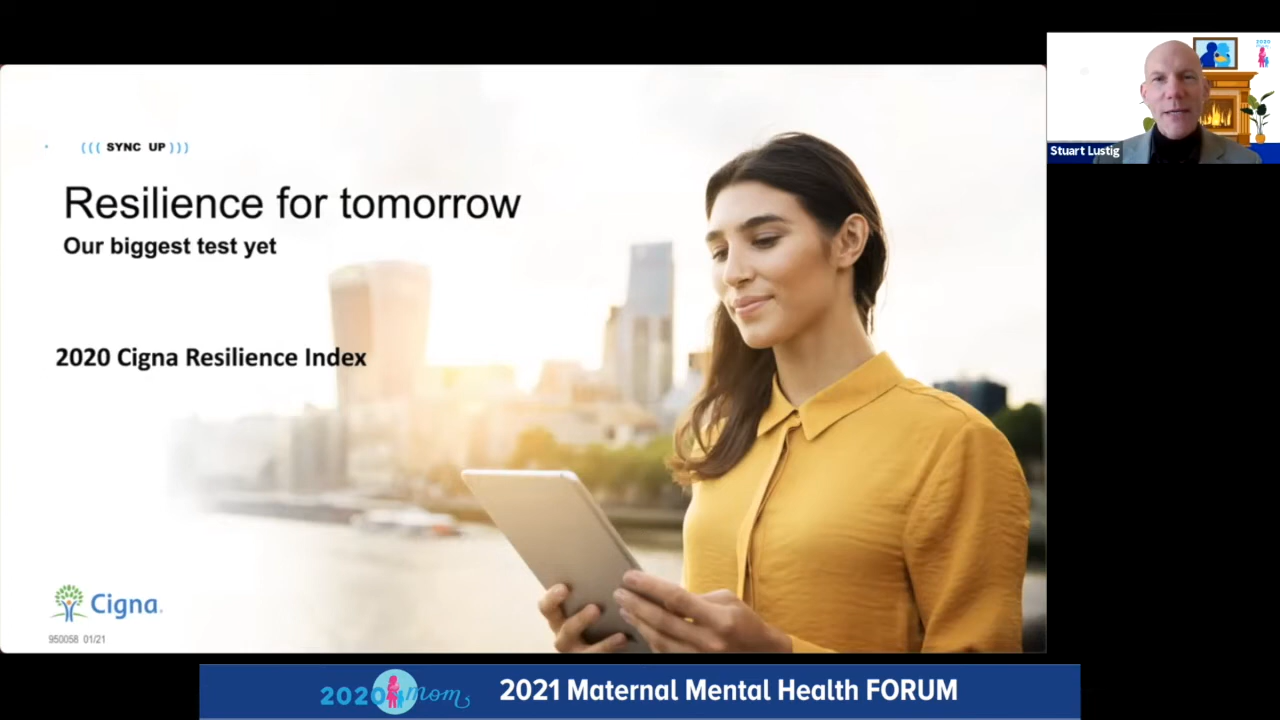 ((( SYNC UP )))
Resilience for tomorrow
Our biggest test yet
2020 Cigna Resilience Index
Cigna.
950058 01/21
Stuart Lustig
2020 mom
2021 Maternal Mental Health FORUM